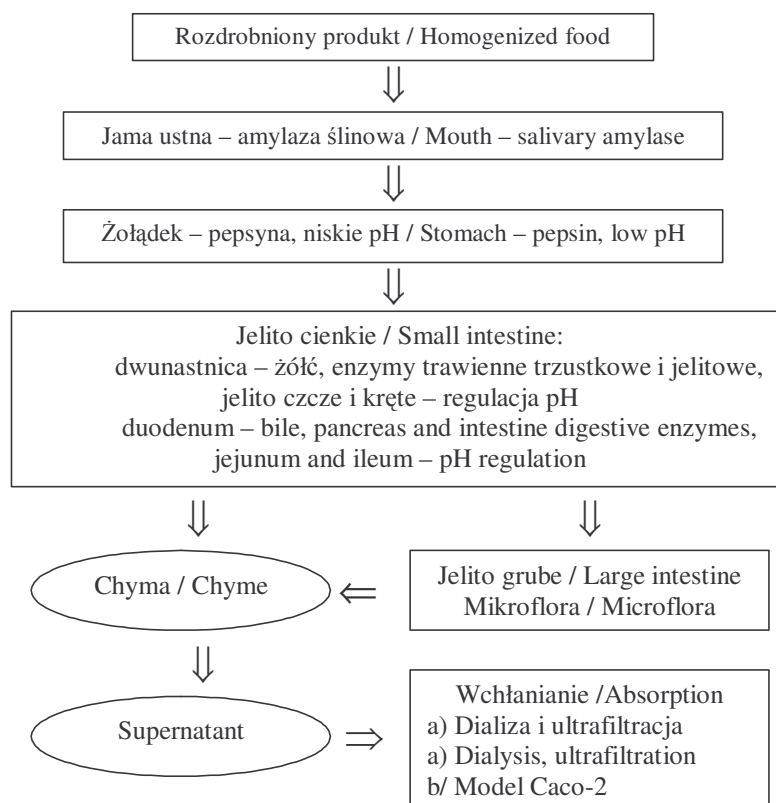 Rozdrobniony produkt / Homogenized food
Jama ustna – amylaza ślinowa / Mouth – salivary amylase
Żołądek – pepsyna, niskie pH / Stomach – pepsin, low pH
Jelito cienkie / Small intestine:
dwunastnica – żółć, enzymy trawienne trzustkowe i jelitowe,
jelito czcze i kręte – regulacja pH
duodenum – bile, pancreas and intestine digestive enzymes,
jejunum and ileum – pH regulation
Chyma / Chyme
Jelito grube / Large intestine
Mikroflora / Microflora
Supernatant
Wchłanianie /Absorption
a) Dializa i ultrafiltracja
a) Dialysis, ultrafiltration
b/ Model Caco-2